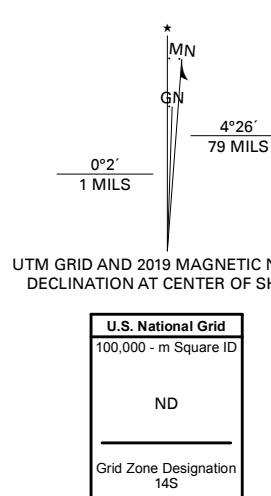 ★
MN
GN
4°26´
79 MILS
0°2´
1 MILS
UTM GRID AND 2019 MAGNETIC N
DECLINATION AT CENTER OF SH
U.S. National Grid
100,000 - m Square ID
ND
Grid Zone Designation
14S